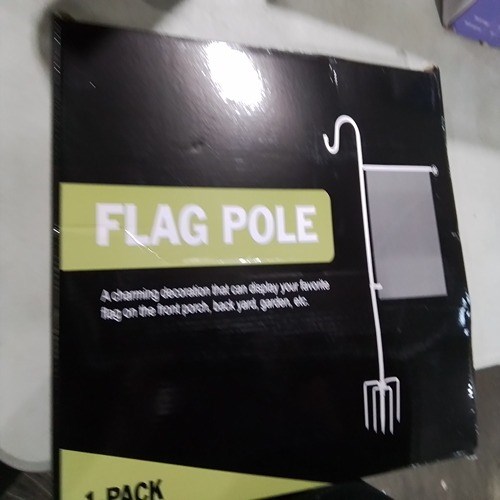 FLAG POLE
A charming decoration that can display your favorite
flag on the front porch, back yard, garden, etc.
1 PACK